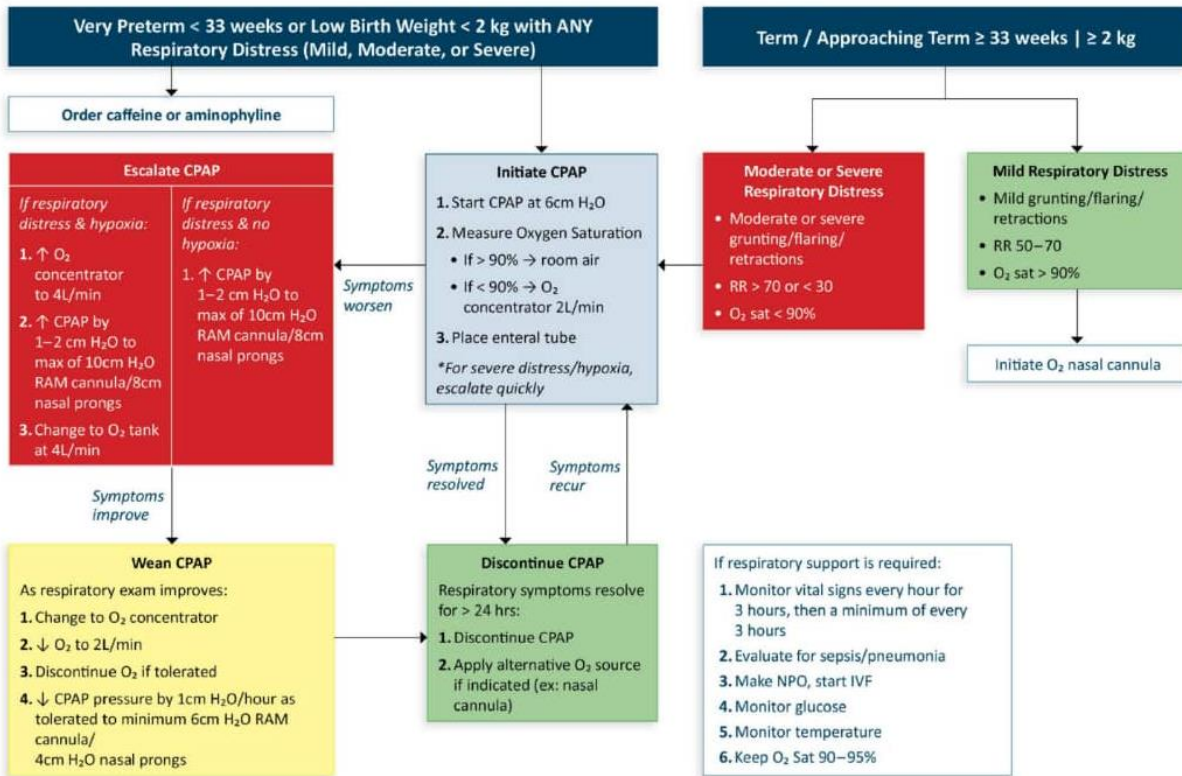 Very Preterm < 33 weeks or Low Birth Weight < 2 kg with ANY
Respiratory Distress (Mild, Moderate, or Severe)
Term / Approaching Term ≥ 33 weeks | ≥ 2 kg
Order caffeine or aminophyline
Escalate CPAP
If respiratory
distress & hypoxia:
1. ↑ O₂
concentrator
to 4L/min
2. ↑ CPAP by
1–2 cm H₂O to
max of 10cm H₂O
RAM cannula/8cm
nasal prongs
3. Change to O₂ tank
at 4L/min
If respiratory
distress & no
hypoxia:
1. ↑ CPAP by
1–2 cm H₂O to
max of 10cm H₂O
RAM cannula/8cm
nasal prongs
Symptoms
worsen
Initiate CPAP
1. Start CPAP at 6cm H₂O
2. Measure Oxygen Saturation
• If > 90% → room air
• If < 90% → O₂
concentrator 2L/min
3. Place enteral tube
*For severe distress/hypoxia,
escalate quickly
Moderate or Severe
Respiratory Distress
• Moderate or severe
grunting/flaring/
retractions
• RR > 70 or < 30
• O₂ sat < 90%
Mild Respiratory Distress
• Mild grunting/flaring/
retractions
• RR 50–70
• O₂ sat > 90%
Initiate O₂ nasal cannula
Symptoms
improve
Symptoms
resolved
Symptoms
recur
Wean CPAP
As respiratory exam improves:
1. Change to O₂ concentrator
2. ↓ O₂ to 2L/min
3. Discontinue O₂ if tolerated
4. ↓ CPAP pressure by 1cm H₂O/hour as
tolerated to minimum 6cm H₂O RAM
cannula/
4cm H₂O nasal prongs
Discontinue CPAP
Respiratory symptoms resolve
for > 24 hrs:
1. Discontinue CPAP
2. Apply alternative O₂ source
if indicated (ex: nasal
cannula)
If respiratory support is required:
1. Monitor vital signs every hour for
3 hours, then a minimum of every
3 hours
2. Evaluate for sepsis/pneumonia
3. Make NPO, start IVF
4. Monitor glucose
5. Monitor temperature
6. Keep O₂ Sat 90–95%